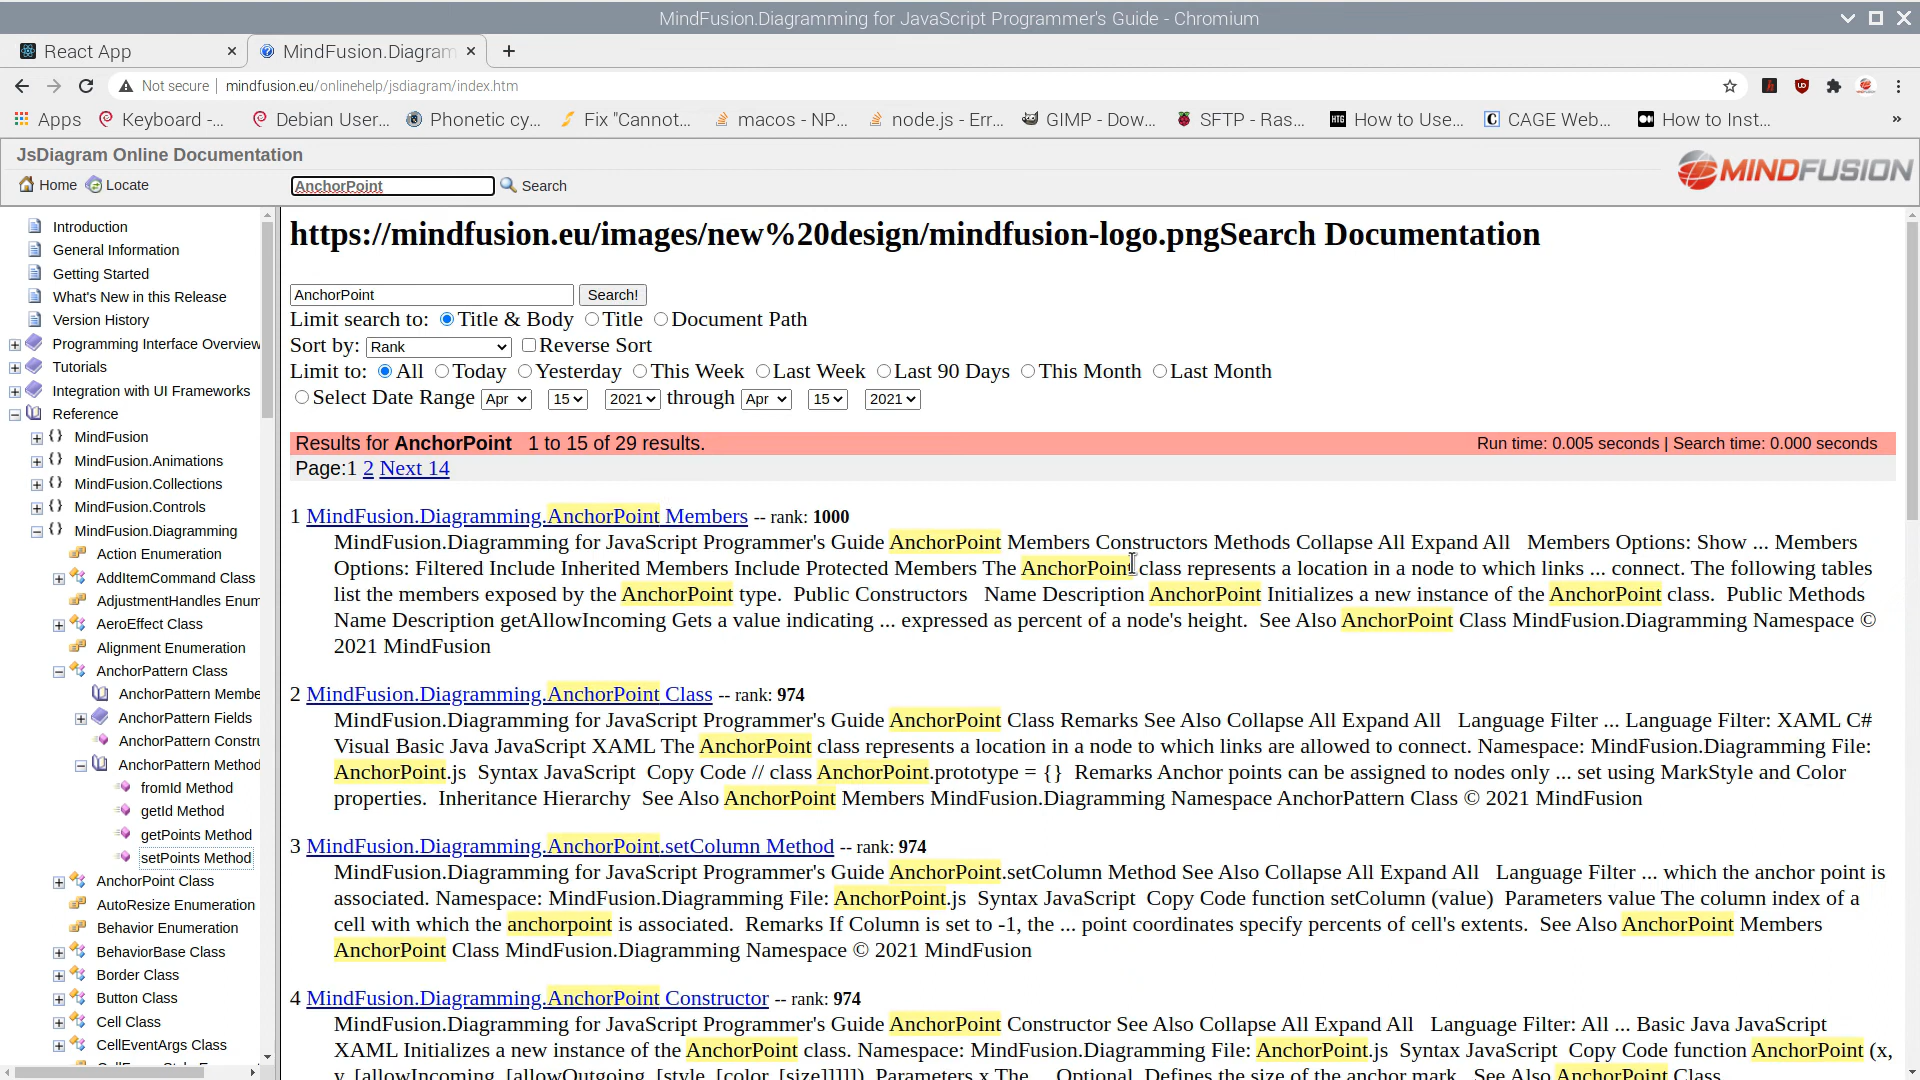 MindFusion.Diagramming for JavaScript Programmer's Guide - Chromium
React App
MindFusion.Diagram
Not secure | mindfusion.eu/onlinehelp/jsdiagram/index.htm
Apps Keyboard -... Debian User... Phonetic cy... Fix "Cannot... macos - NP... node.js - Err... GIMP - Dow... SFTP - Ras... How to Use... CAGE Web... How to Inst... »
JsDiagram Online Documentation
Home Locate AnchorPoint Search
MINDFUSION
Introduction
General Information
Getting Started
What's New in this Release
Version History
Programming Interface Overview
Tutorials
Integration with UI Frameworks
Reference
MindFusion
MindFusion.Animations
MindFusion.Collections
MindFusion.Controls
MindFusion.Diagramming
Action Enumeration
AddItemCommand Class
AdjustmentHandles Enum
AeroEffect Class
Alignment Enumeration
AnchorPattern Class
AnchorPattern Membe
AnchorPattern Fields
AnchorPattern Constru
AnchorPattern Method
fromId Method
getId Method
getPoints Method
setPoints Method
AnchorPoint Class
AutoResize Enumeration
Behavior Enumeration
BehaviorBase Class
Border Class
Button Class
Cell Class
CellEventArgs Class
https://mindfusion.eu/images/new%20design/mindfusion-logo.pngSearch Documentation
AnchorPoint Search!
Limit search to: Title & Body Title Document Path
Sort by: Rank Reverse Sort
Limit to: All Today Yesterday This Week Last Week Last 90 Days This Month Last Month
Select Date Range Apr 15 2021 through Apr 15 2021
Results for AnchorPoint 1 to 15 of 29 results. Run time: 0.005 seconds | Search time: 0.000 seconds
Page:1 2 Next 14
1 MindFusion.Diagramming.AnchorPoint Members -- rank: 1000
MindFusion.Diagramming for JavaScript Programmer's Guide AnchorPoint Members Constructors Methods Collapse All Expand All Members Options: Show ... Members
Options: Filtered Include Inherited Members Include Protected Members The AnchorPoint class represents a location in a node to which links ... connect. The following tables
list the members exposed by the AnchorPoint type. Public Constructors Name Description AnchorPoint Initializes a new instance of the AnchorPoint class. Public Methods
Name Description getAllowIncoming Gets a value indicating ... expressed as percent of a node's height. See Also AnchorPoint Class MindFusion.Diagramming Namespace ©
2021 MindFusion
2 MindFusion.Diagramming.AnchorPoint Class -- rank: 974
MindFusion.Diagramming for JavaScript Programmer's Guide AnchorPoint Class Remarks See Also Collapse All Expand All Language Filter ... Language Filter: XAML C#
Visual Basic Java JavaScript XAML The AnchorPoint class represents a location in a node to which links are allowed to connect. Namespace: MindFusion.Diagramming File:
AnchorPoint.js Syntax JavaScript Copy Code // class AnchorPoint.prototype = {} Remarks Anchor points can be assigned to nodes only ... set using MarkStyle and Color
properties. Inheritance Hierarchy See Also AnchorPoint Members MindFusion.Diagramming Namespace AnchorPattern Class © 2021 MindFusion
3 MindFusion.Diagramming.AnchorPoint.setColumn Method -- rank: 974
MindFusion.Diagramming for JavaScript Programmer's Guide AnchorPoint.setColumn Method See Also Collapse All Expand All Language Filter ... which the anchor point is
associated. Namespace: MindFusion.Diagramming File: AnchorPoint.js Syntax JavaScript Copy Code function setColumn (value) Parameters value The column index of a
cell with which the anchorpoint is associated. Remarks If Column is set to -1, the ... point coordinates specify percents of cell's extents. See Also AnchorPoint Members
AnchorPoint Class MindFusion.Diagramming Namespace © 2021 MindFusion
4 MindFusion.Diagramming.AnchorPoint Constructor -- rank: 974
MindFusion.Diagramming for JavaScript Programmer's Guide AnchorPoint Constructor See Also Collapse All Expand All Language Filter: All ... Basic Java JavaScript
XAML Initializes a new instance of the AnchorPoint class. Namespace: MindFusion.Diagramming File: AnchorPoint.js Syntax JavaScript Copy Code function AnchorPoint (x,
y, [allowIncoming, [allowOutgoing, [style, [color, [size]]]]]) Parameters x The ... Optional. Defines the size of the anchor mark. See Also AnchorPoint Class